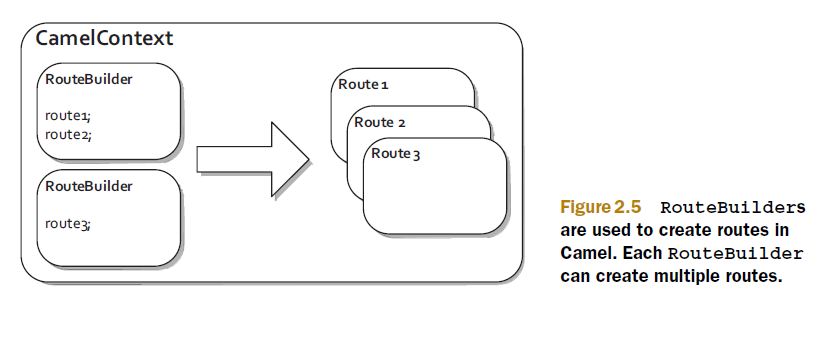 CamelContext
RouteBuilder
route1;
route2;
RouteBuilder
route3;
Route 1
Route 2
Route 3
Figure 2.5 RouteBuilders
are used to create routes in
Camel. Each RouteBuilder
can create multiple routes.